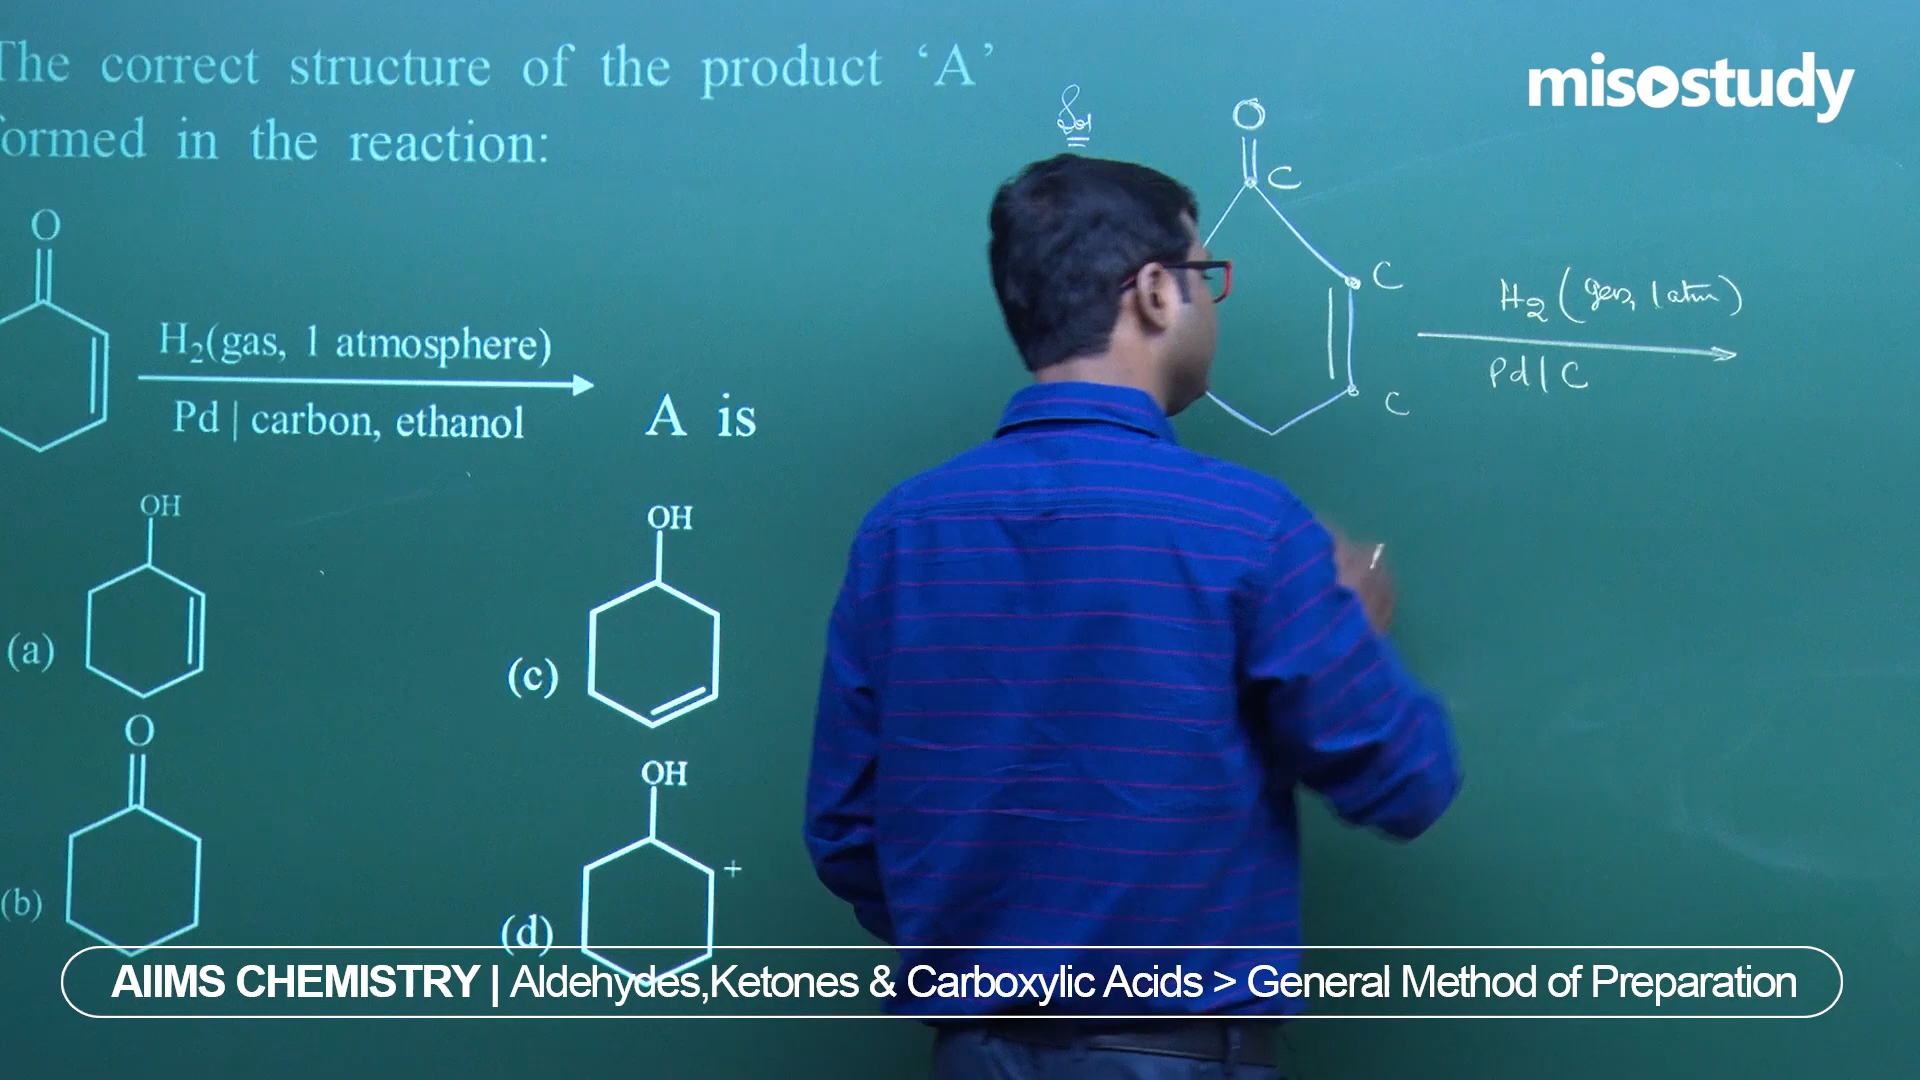 The correct structure of the product ‘A’
formed in the reaction:
O
H₂(gas, 1 atmosphere)
Pd | carbon, ethanol
A is
OH
(a)
O
(b)
OH
(c)
OH
+
(d)
Sol
O
C
C
C
H₂ (gas, 1 atm)
Pd | C
misostudy
AIIMS CHEMISTRY | Aldehydes,Ketones & Carboxylic Acids > General Method of Preparation